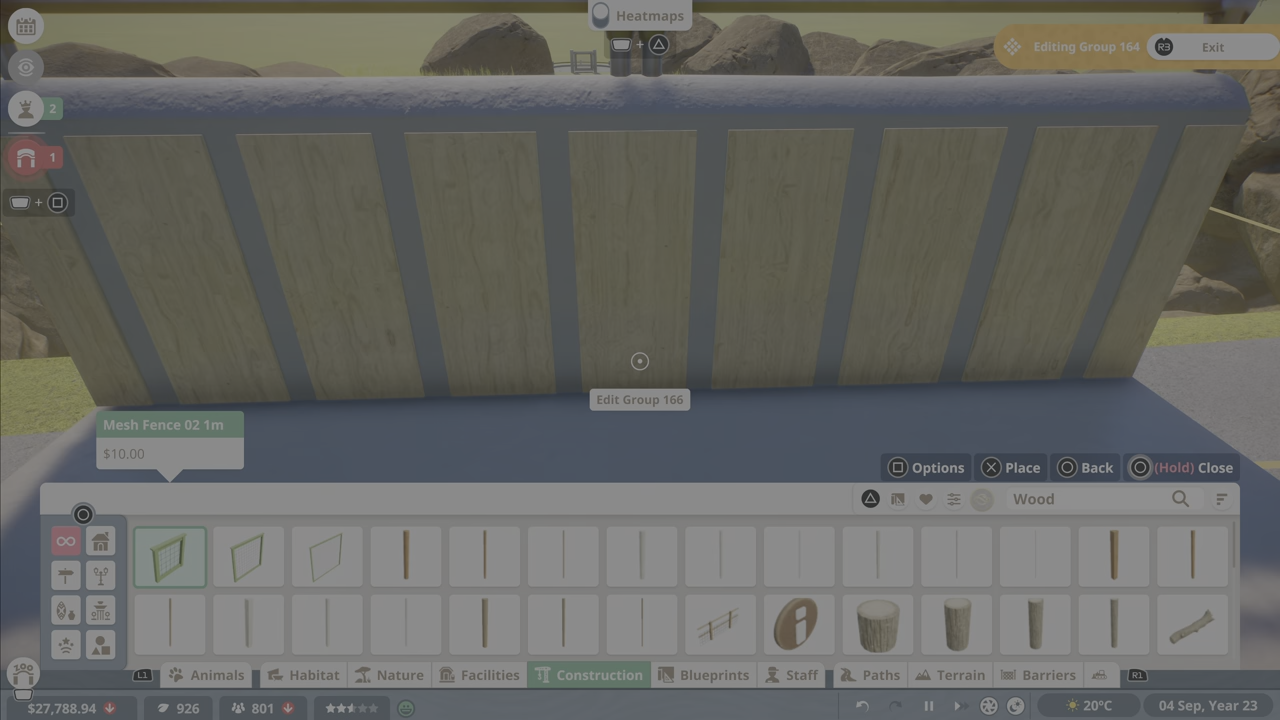 Heatmaps
+
Editing Group 164
R3
Exit
2
1
+
Edit Group 166
Mesh Fence 02 1m
$10.00
Options
Place
Back
(Hold) Close
Wood
L1
Animals
Habitat
Nature
Facilities
Construction
Blueprints
Staff
Paths
Terrain
Barriers
R1
100
$27,788.94
926
801
20°C
04 Sep, Year 23